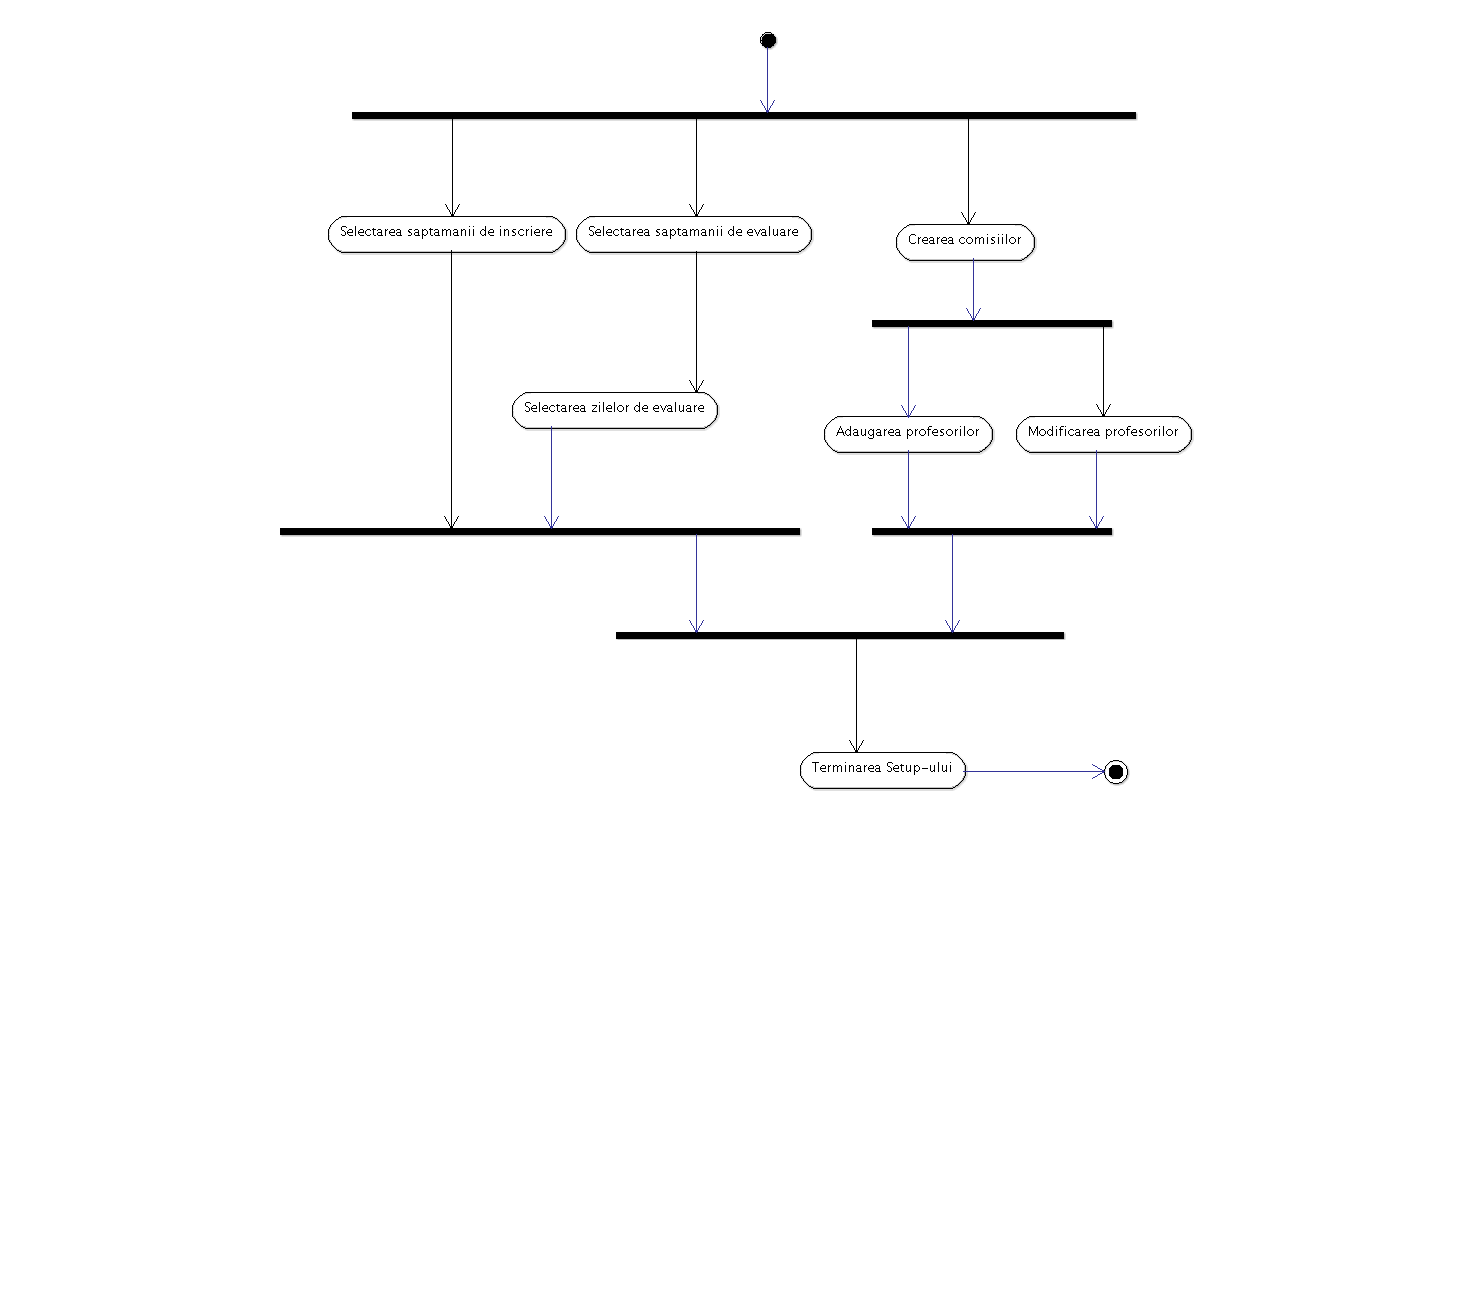 Selectarea saptamanii de inscriere
Selectarea saptamanii de evaluare
Crearea comisiilor
Selectarea zilelor de evaluare
Adaugarea profesorilor
Modificarea profesorilor
Terminarea Setup-ului